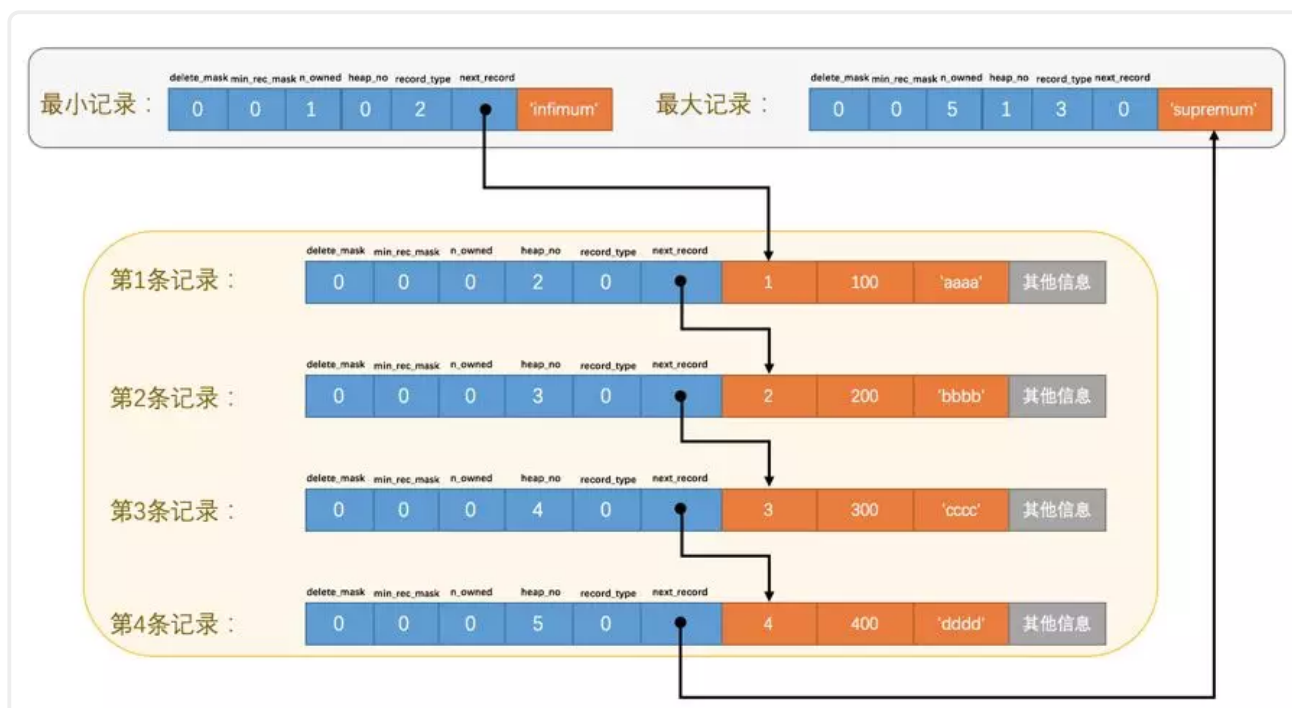 delete_mask min_rec_mask n_owned heap_no record_type next_record
最小记录： 0 0 1 0 2 'infimum'
delete_mask min_rec_mask n_owned heap_no record_type next_record
最大记录： 0 0 5 1 3 0 'supremum'
delete_mask min_rec_mask n_owned heap_no record_type next_record
第1条记录： 0 0 0 2 0 1 100 'aaaa' 其他信息
delete_mask min_rec_mask n_owned heap_no record_type next_record
第2条记录： 0 0 0 3 0 2 200 'bbbb' 其他信息
delete_mask min_rec_mask n_owned heap_no record_type next_record
第3条记录： 0 0 0 4 0 3 300 'cccc' 其他信息
delete_mask min_rec_mask n_owned heap_no record_type next_record
第4条记录： 0 0 0 5 0 4 400 'dddd' 其他信息